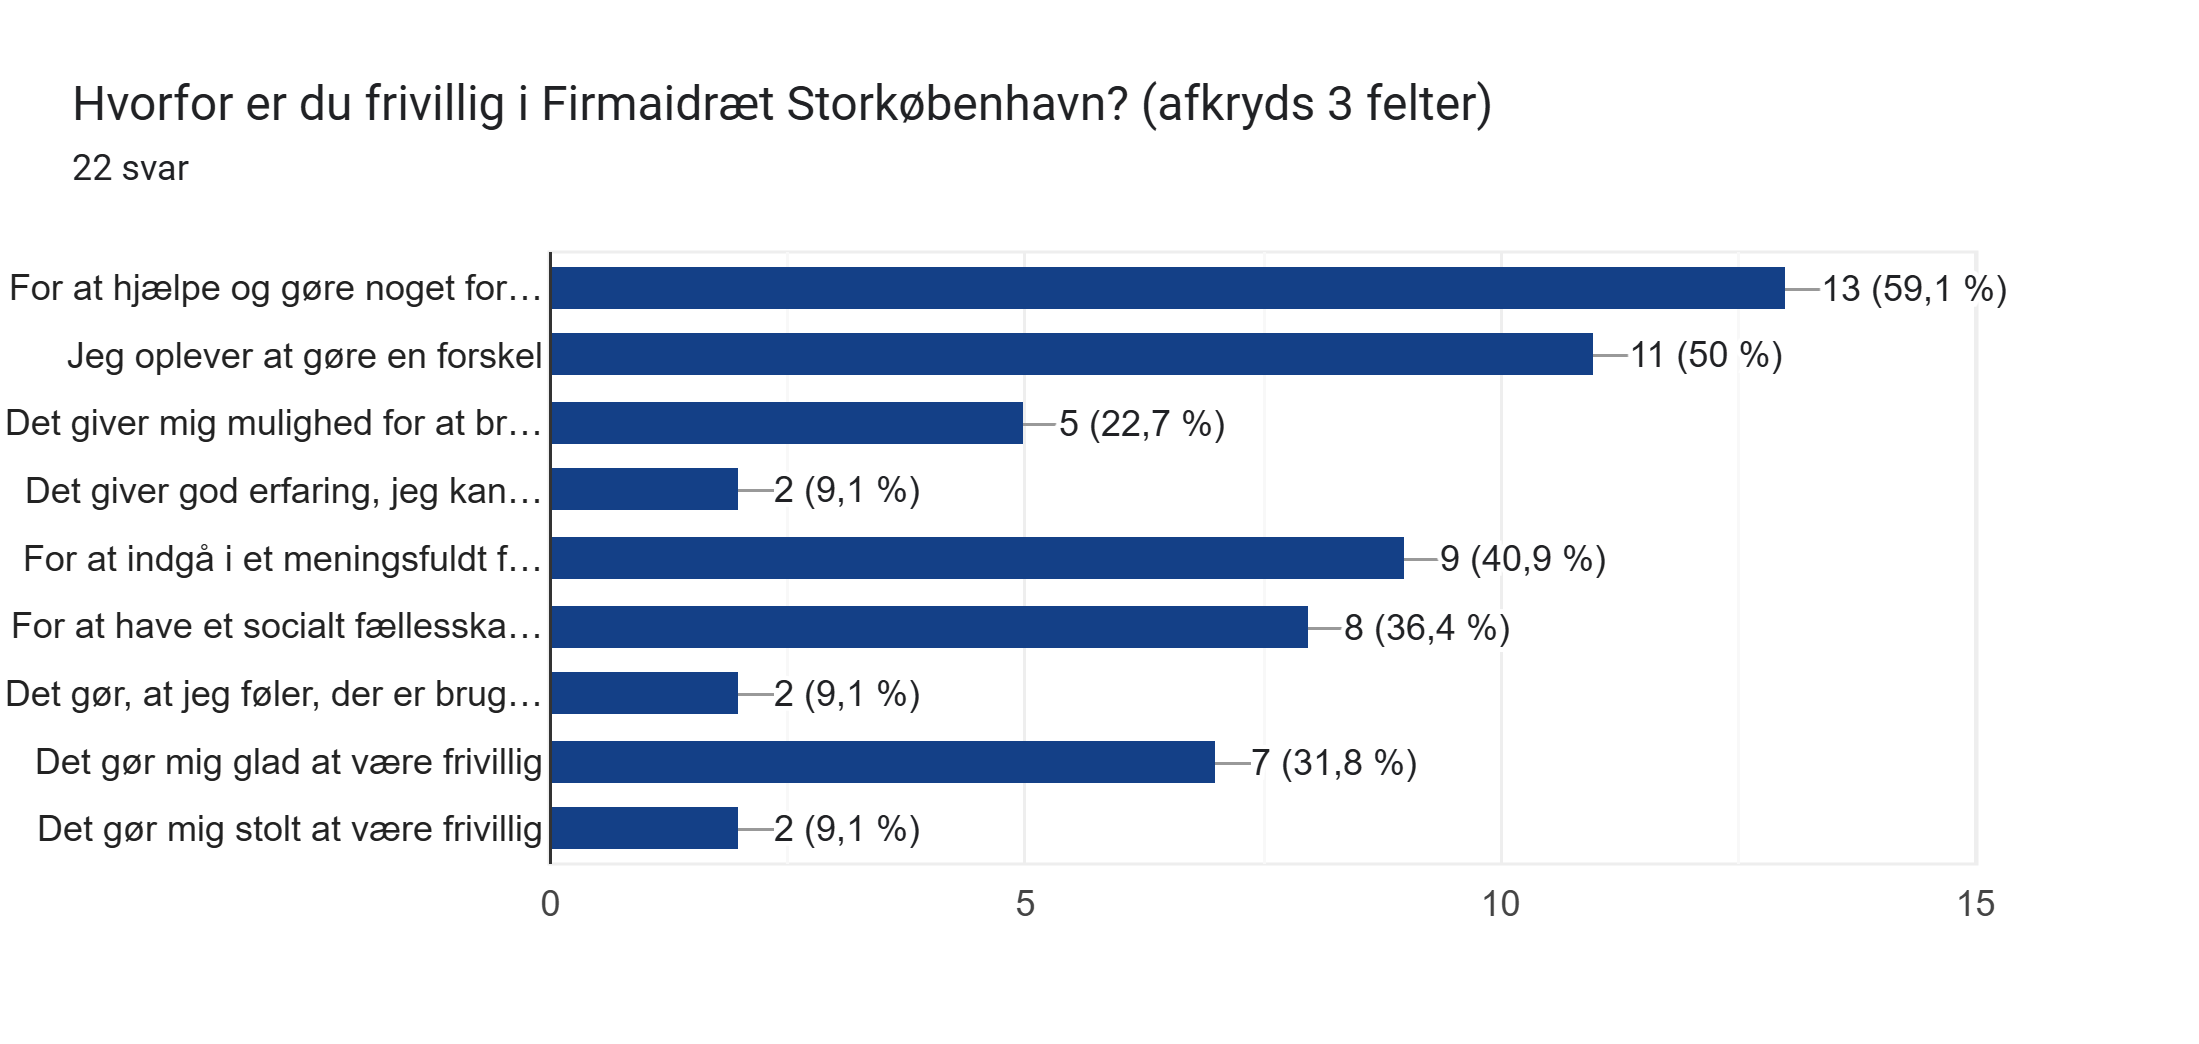 Hvorfor er du frivillig i Firmaidræt Storkøbenhavn? (afkryds 3 felter)
22 svar
For at hjælpe og gøre noget for… 13 (59,1 %)
Jeg oplever at gøre en forskel 11 (50 %)
Det giver mig mulighed for at br… 5 (22,7 %)
Det giver god erfaring, jeg kan… 2 (9,1 %)
For at indgå i et meningsfuldt f… 9 (40,9 %)
For at have et socialt fællesska… 8 (36,4 %)
Det gør, at jeg føler, der er brug… 2 (9,1 %)
Det gør mig glad at være frivillig 7 (31,8 %)
Det gør mig stolt at være frivillig 2 (9,1 %)
0 5 10 15